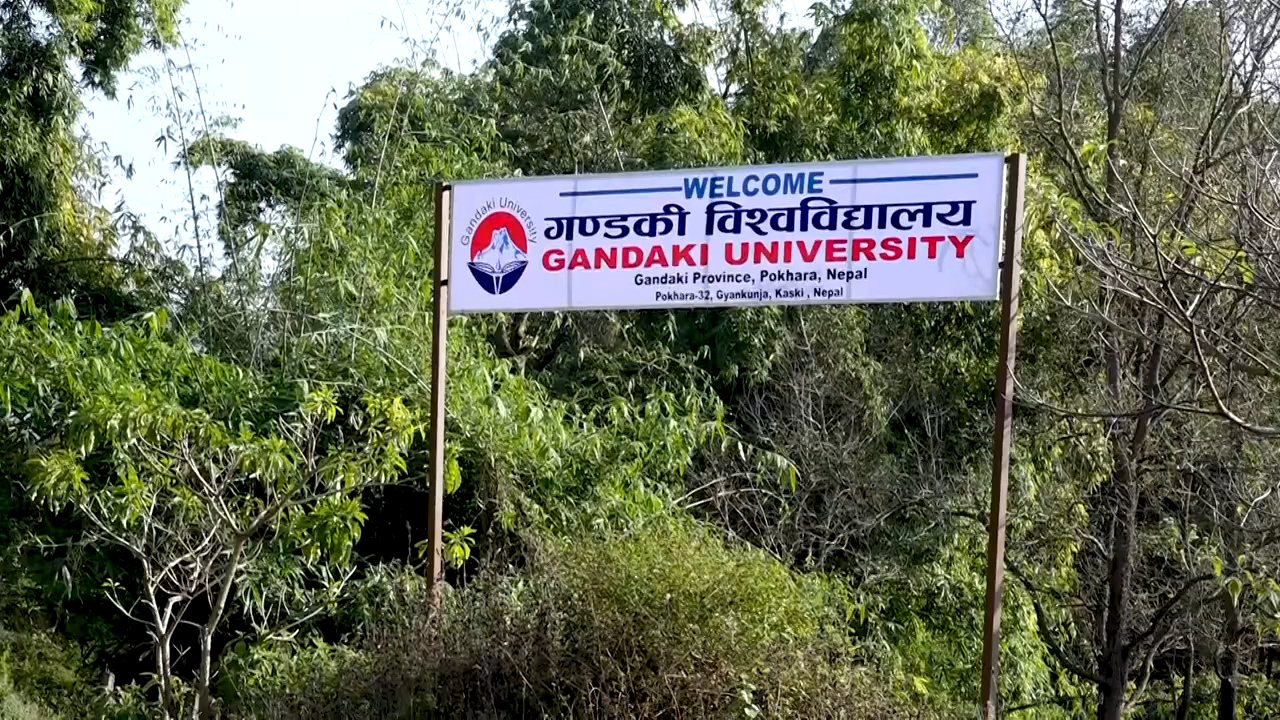 WELCOME
Gandaki University
गण्डकी विश्वविद्यालय
GANDAKI UNIVERSITY
Gandaki Province, Pokhara, Nepal
Pokhara-32, Gyankunja, Kaski , Nepal